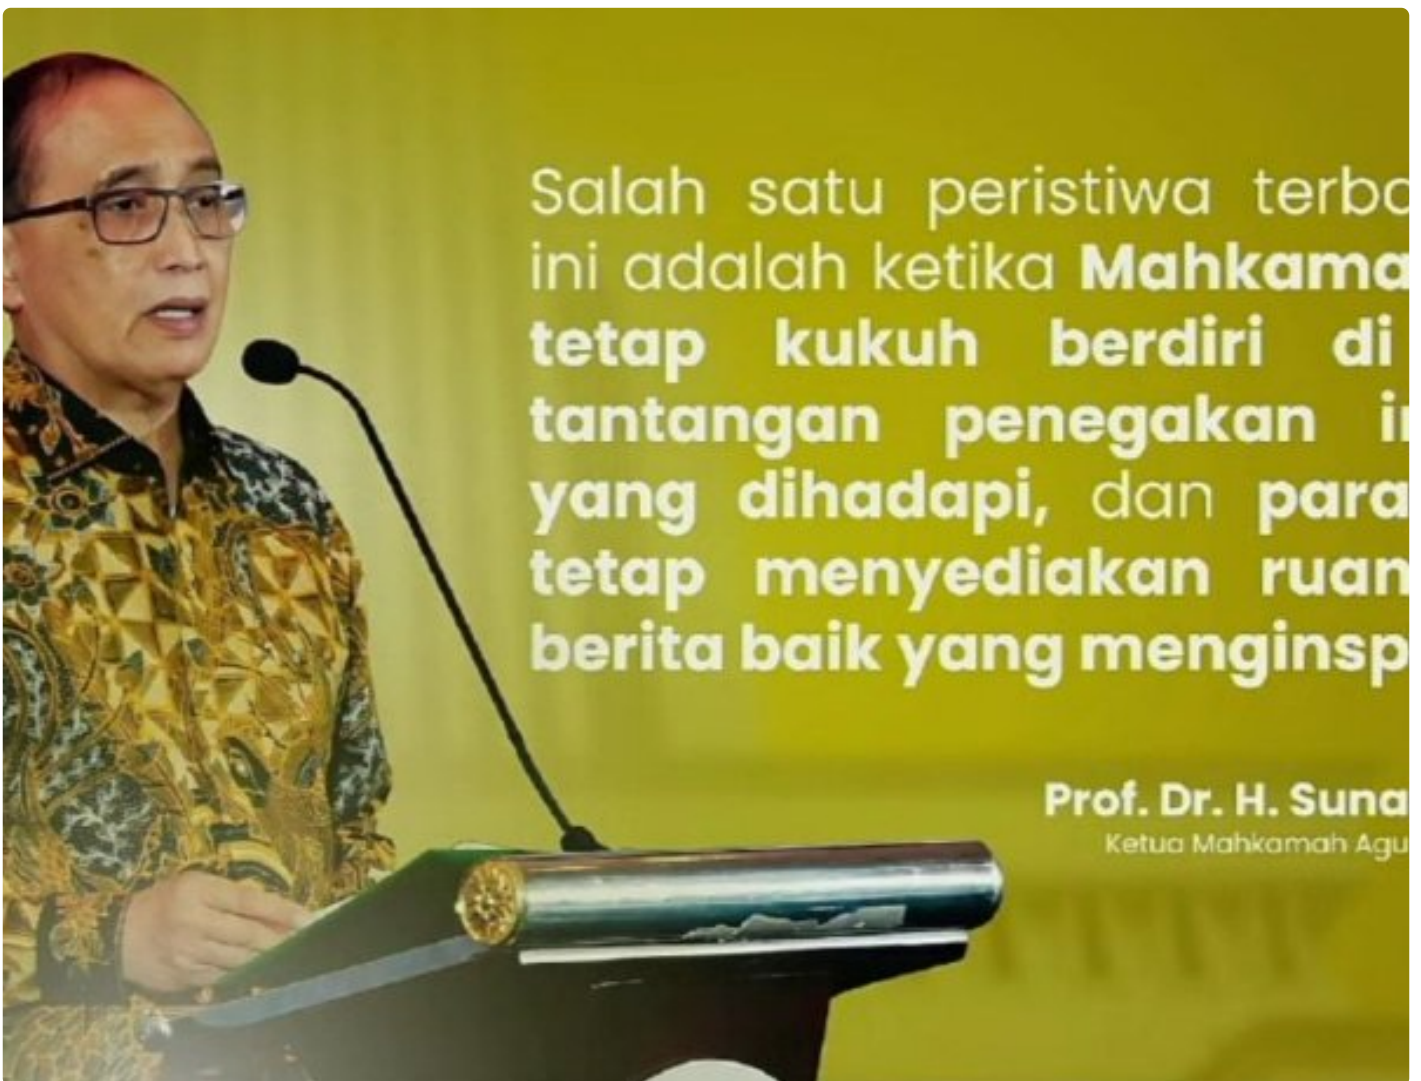 Salah satu peristiwa terba
ini adalah ketika Mahkama
tetap kukuh berdiri di
tantangan penegakan i
yang dihadapi, dan para
tetap menyediakan ruan
berita baik yang menginsp
Prof. Dr. H. Suna
Ketua Mahkamah Agu